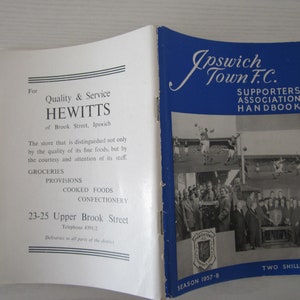 For
Quality & Service
HEWITTS
of Brook Street, Ipswich
The store that is distinguished not only
by the quality of its fine foods, but by
the courtesy and attention of its staff.
GROCERIES
PROVISIONS
COOKED FOODS
CONFECTIONERY
23-25 Upper Brook Street
Deliveries to all parts of the district
Ipswich
Town F.C.
SUPPORTERS
ASSOCIATION
HANDBOOK
SEASON 1957-8
TWO SHILL